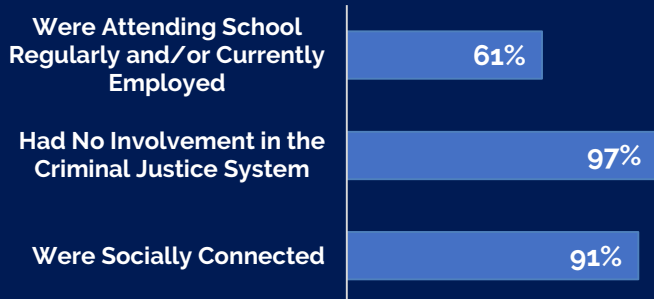 Were Attending School
Regularly and/or Currently
Employed
61%
Had No Involvement in the
Criminal Justice System
97%
Were Socially Connected
91%